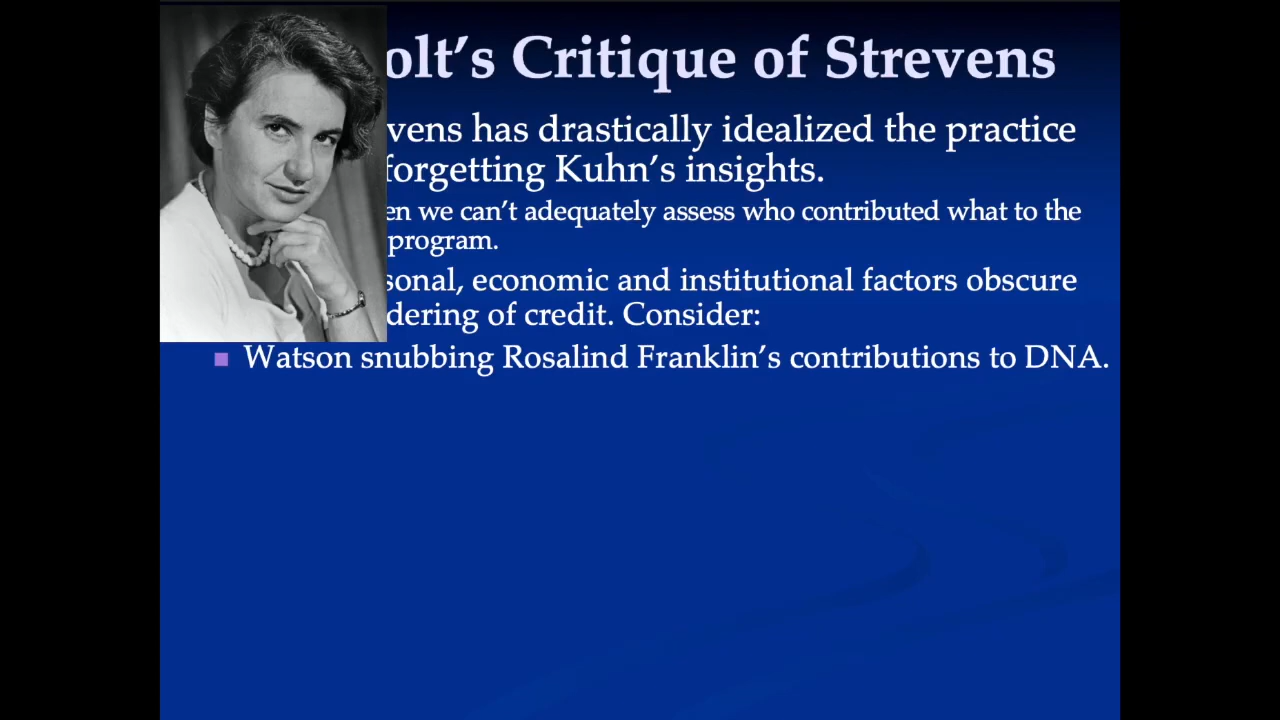 olt's Critique of Strevens
vens has drastically idealized the practice
forgetting Kuhn's insights.
en we can't adequately assess who contributed what to the
program.
sonal, economic and institutional factors obscure
dering of credit. Consider:
Watson snubbing Rosalind Franklin's contributions to DNA.